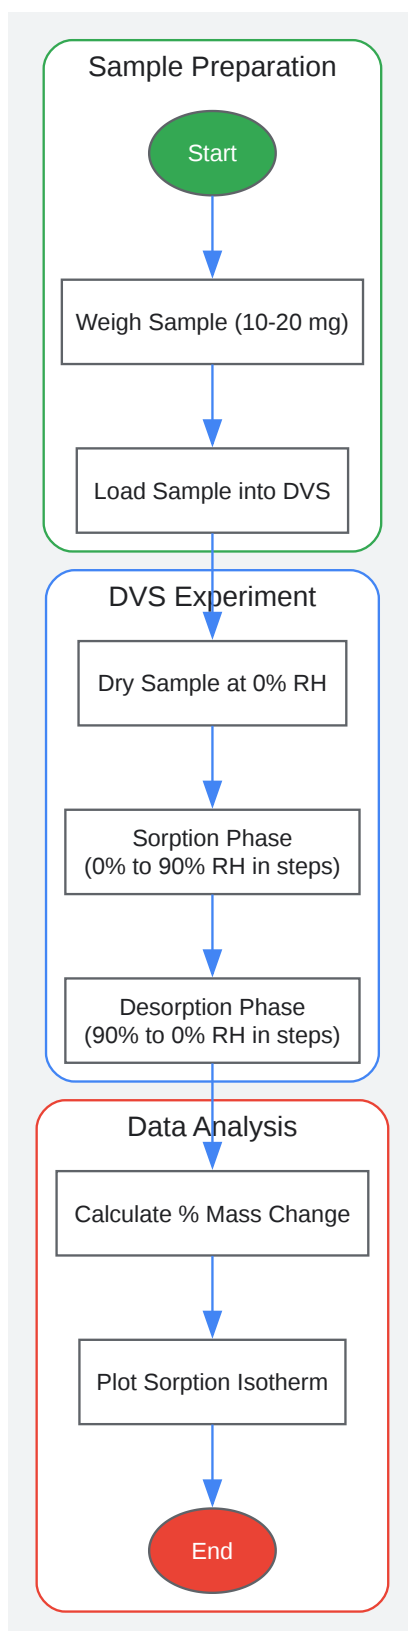 Sample Preparation
Start
Weigh Sample (10-20 mg)
Load Sample into DVS
DVS Experiment
Dry Sample at 0% RH
Sorption Phase
(0% to 90% RH in steps)
Desorption Phase
(90% to 0% RH in steps)
Data Analysis
Calculate % Mass Change
Plot Sorption Isotherm
End